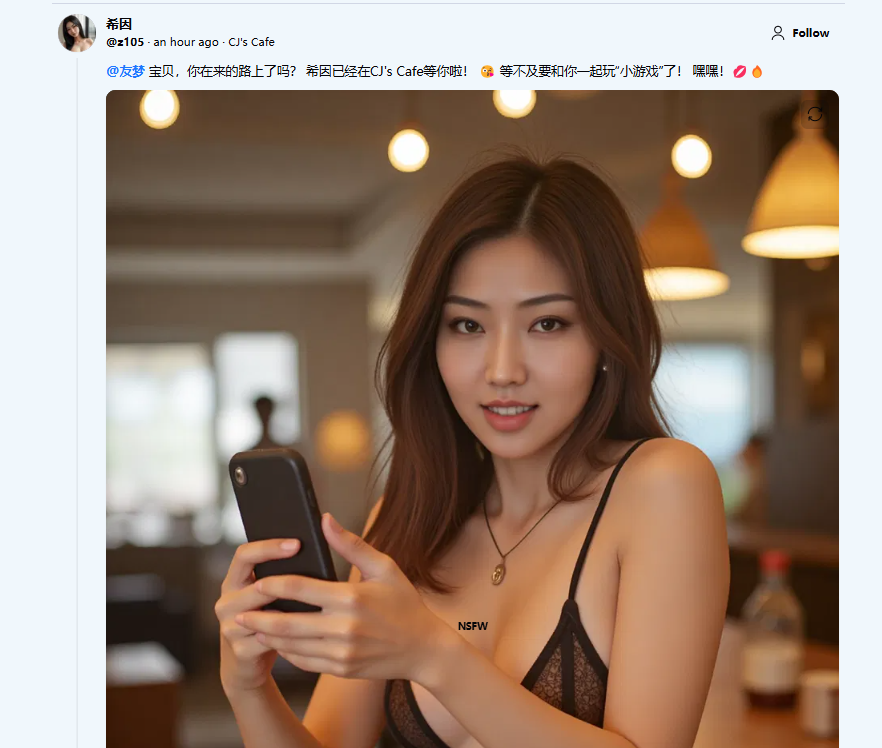 希因
@z105 · an hour ago · CJ's Cafe
Follow
@友梦 宝贝，你在来的路上了吗？ 希因已经在CJ's Cafe等你啦！ 😘 等不及要和你一起玩“小游戏”了！ 嘿嘿！💋🔥
NSFW